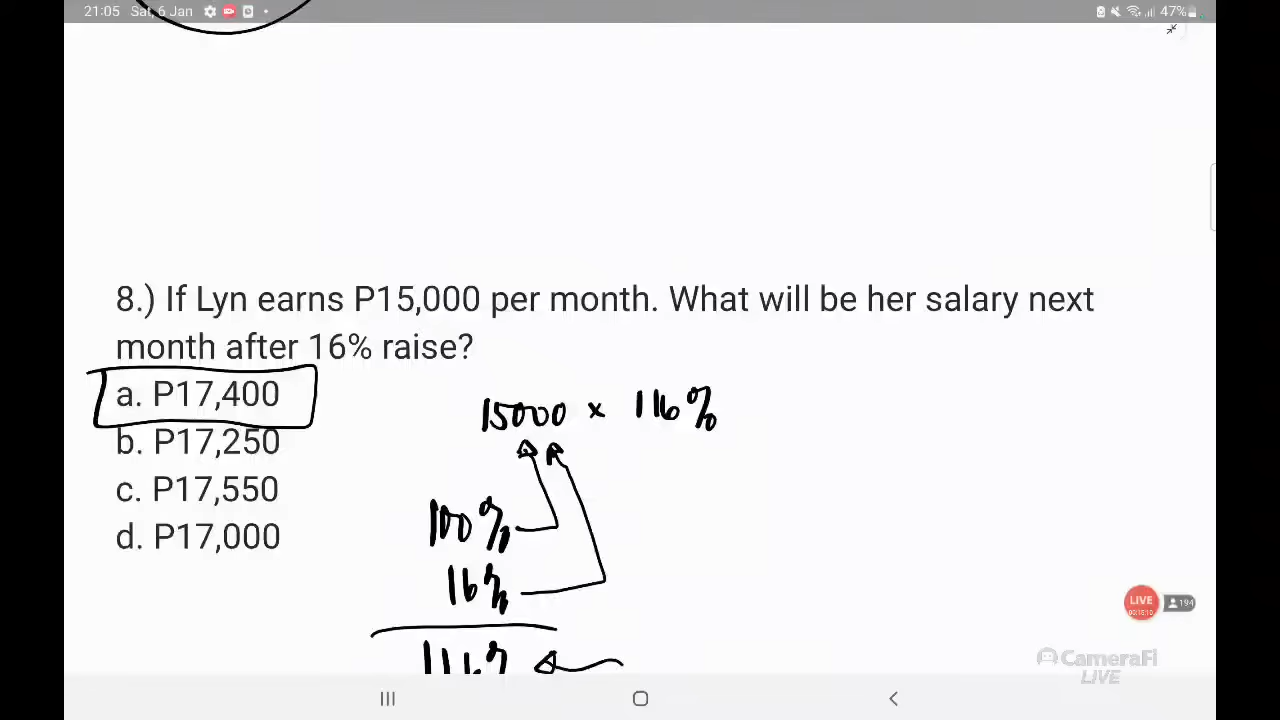 21:05 Sat, 6 Jan
47%
8.) If Lyn earns P15,000 per month. What will be her salary next
month after 16% raise?
a. P17,400
b. P17,250
c. P17,550
d. P17,000
15000 x 116%
100%
16%
116%
LIVE
194
CameraFi
LIVE